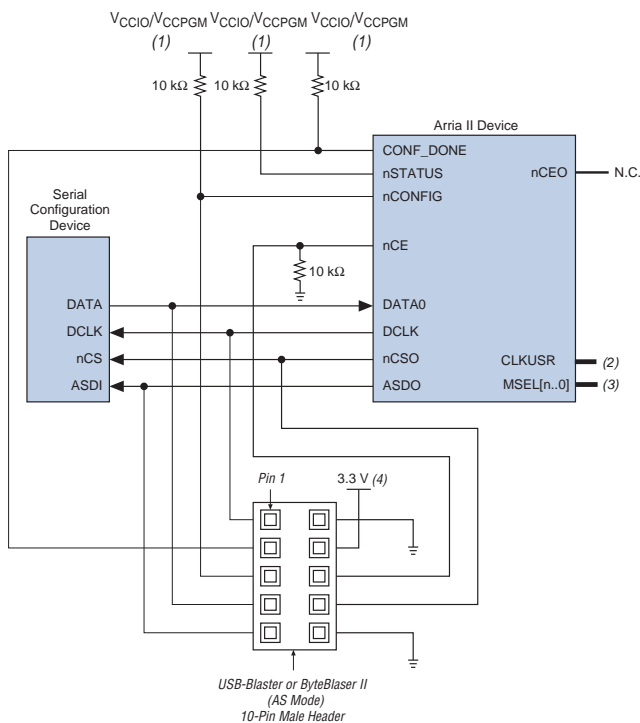 VCCIO/VCCPGM VCCIO/VCCPGM VCCIO/VCCPGM
(1) (1) (1)
10 kΩ 10 kΩ 10 kΩ
Arria II Device
CONF_DONE
nSTATUS
nCEO N.C.
nCONFIG
Serial
Configuration
Device
nCE
10 kΩ
DATA DATA0
DCLK DCLK
nCS nCSO
CLKUSR (2)
ASDI ASDO
MSEL[n..0] (3)
Pin 1 3.3 V (4)
USB-Blaster or ByteBlaser II
(AS Mode)
10-Pin Male Header